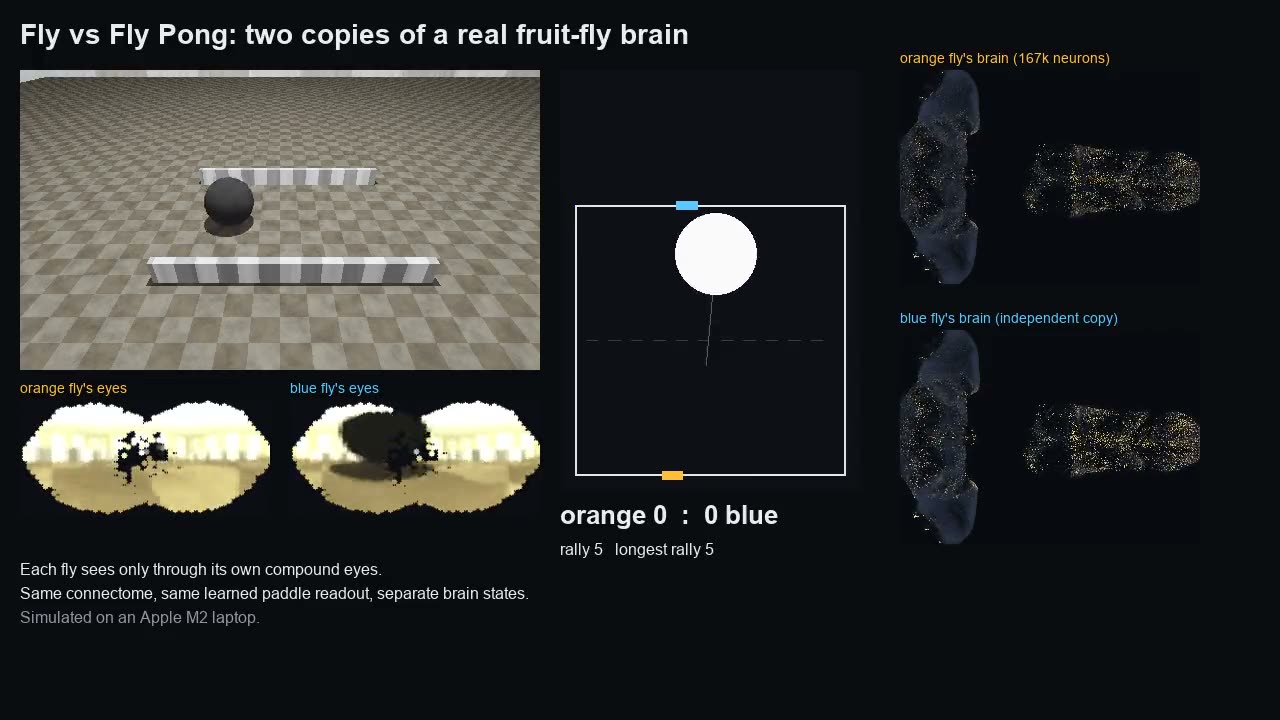 Fly vs Fly Pong: two copies of a real fruit-fly brain
orange fly's brain (167k neurons)
blue fly's brain (independent copy)
orange fly's eyes
blue fly's eyes
orange 0 : 0 blue
rally 5 longest rally 5
Each fly sees only through its own compound eyes.
Same connectome, same learned paddle readout, separate brain states.
Simulated on an Apple M2 laptop.